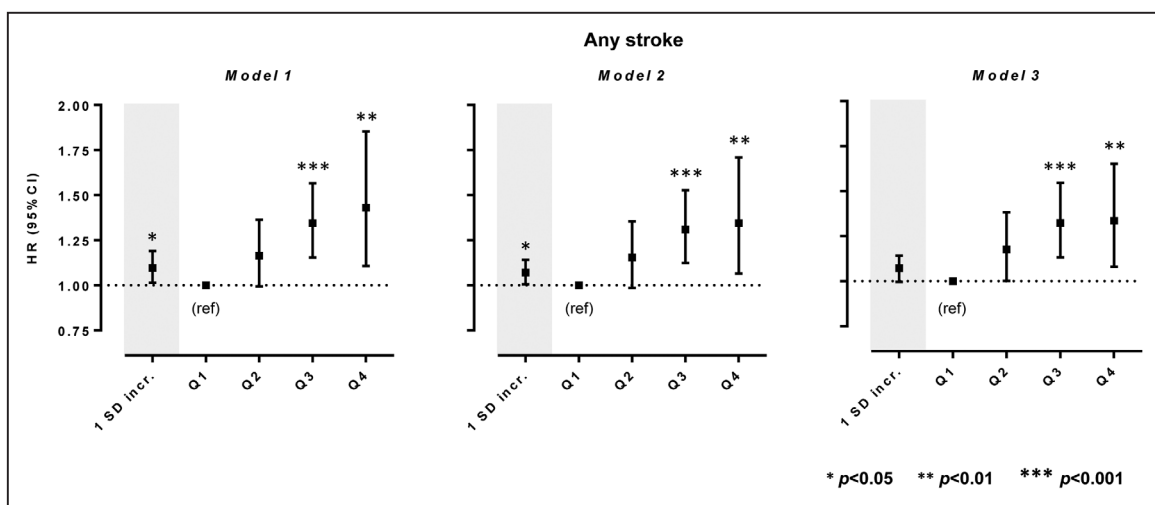 Any stroke
Model 1
Model 2
Model 3
HR (95% CI)
2.00
1.75
1.50
1.25
1.00
0.75
*
***
**
(ref)
*
***
**
(ref)
***
**
(ref)
1 SD incr.
Q1
Q2
Q3
Q4
1 SD incr.
Q1
Q2
Q3
Q4
1 SD incr.
Q1
Q2
Q3
Q4
* p<0.05 ** p<0.01 *** p<0.001